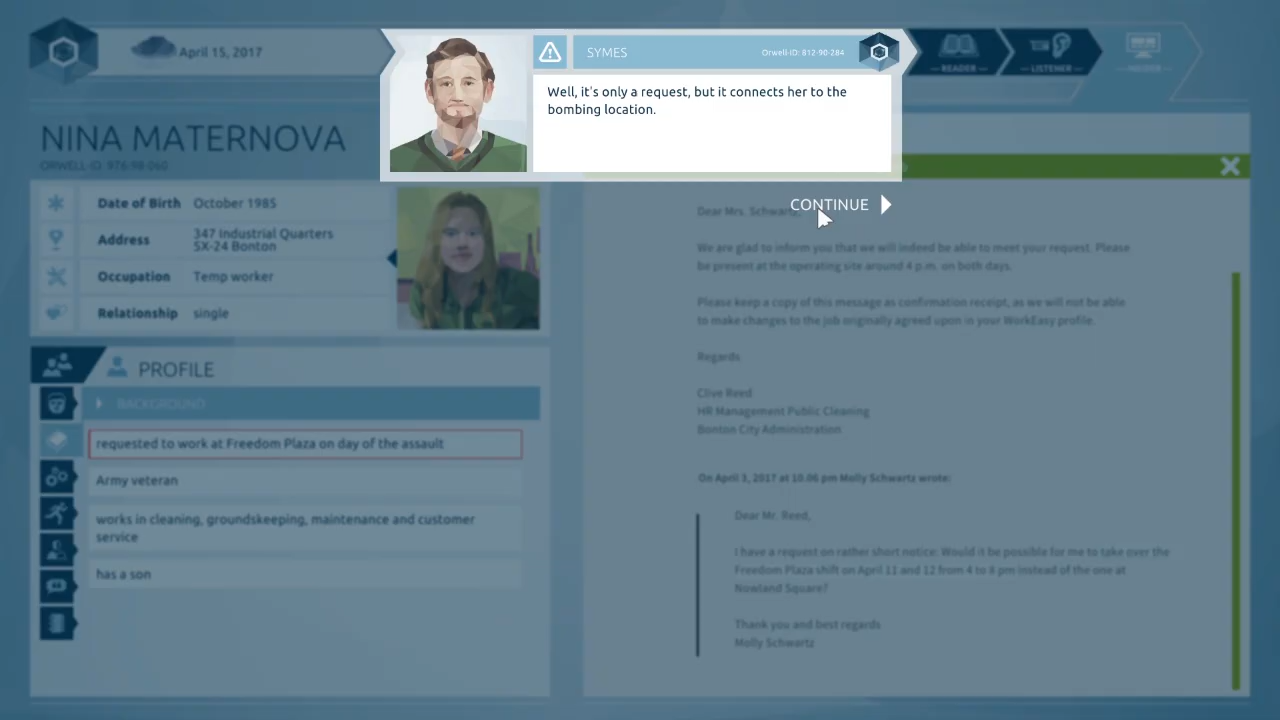 April 15, 2017
SYMES
Orwell-ID: 812-90-284
Well, it's only a request, but it connects her to the
bombing location.
CONTINUE
READER
LISTENER
INSIDER
NINA MATERNOVA
ORWELL-ID: 976-98-060
Date of Birth October 1985
Address 347 Industrial Quarters
SX-24 Bonton
Occupation Temp worker
Relationship single
PROFILE
BACKGROUND
requested to work at Freedom Plaza on day of the assault
Army veteran
works in cleaning, groundskeeping, maintenance and customer
service
has a son
Dear Mrs. Schwartz,
We are glad to inform you that we will indeed be able to meet your request. Please
be present at the operating site around 4 p.m. on both days.
Please keep a copy of this message as confirmation receipt, as we will not be able
to make changes to the job originally agreed upon in your WorkEasy profile.
Regards
Clive Reed
HR Management Public Cleaning
Bonton City Administration
On April 3, 2017 at 10.06 pm Molly Schwartz wrote:
Dear Mr. Reed,
I have a request on rather short notice: Would it be possible for me to take over the
Freedom Plaza shift on April 11 and 12 from 4 to 8 pm instead of the one at
Nowland Square?
Thank you and best regards
Molly Schwartz